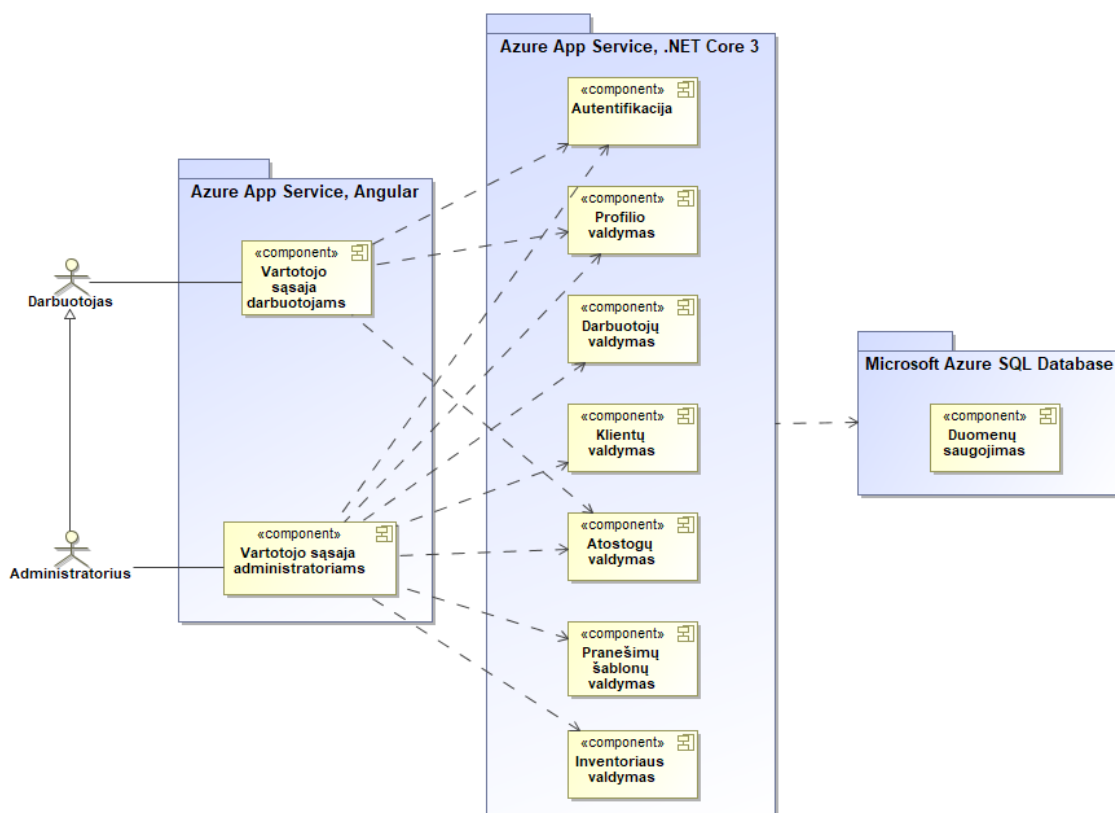 Azure App Service, .NET Core 3
«component»
Autentifikacija
«component»
Profilio
valdymas
«component»
Darbuotojų
valdymas
«component»
Klientų
valdymas
«component»
Atostogų
valdymas
«component»
Pranešimų
šablonų
valdymas
«component»
Inventoriaus
valdymas
Azure App Service, Angular
«component»
Vartotojo
sąsaja
darbuotojams
«component»
Vartotojo sąsaja
administratoriams
Darbuotojas
Administratorius
Microsoft Azure SQL Database
«component»
Duomenų
saugojimas